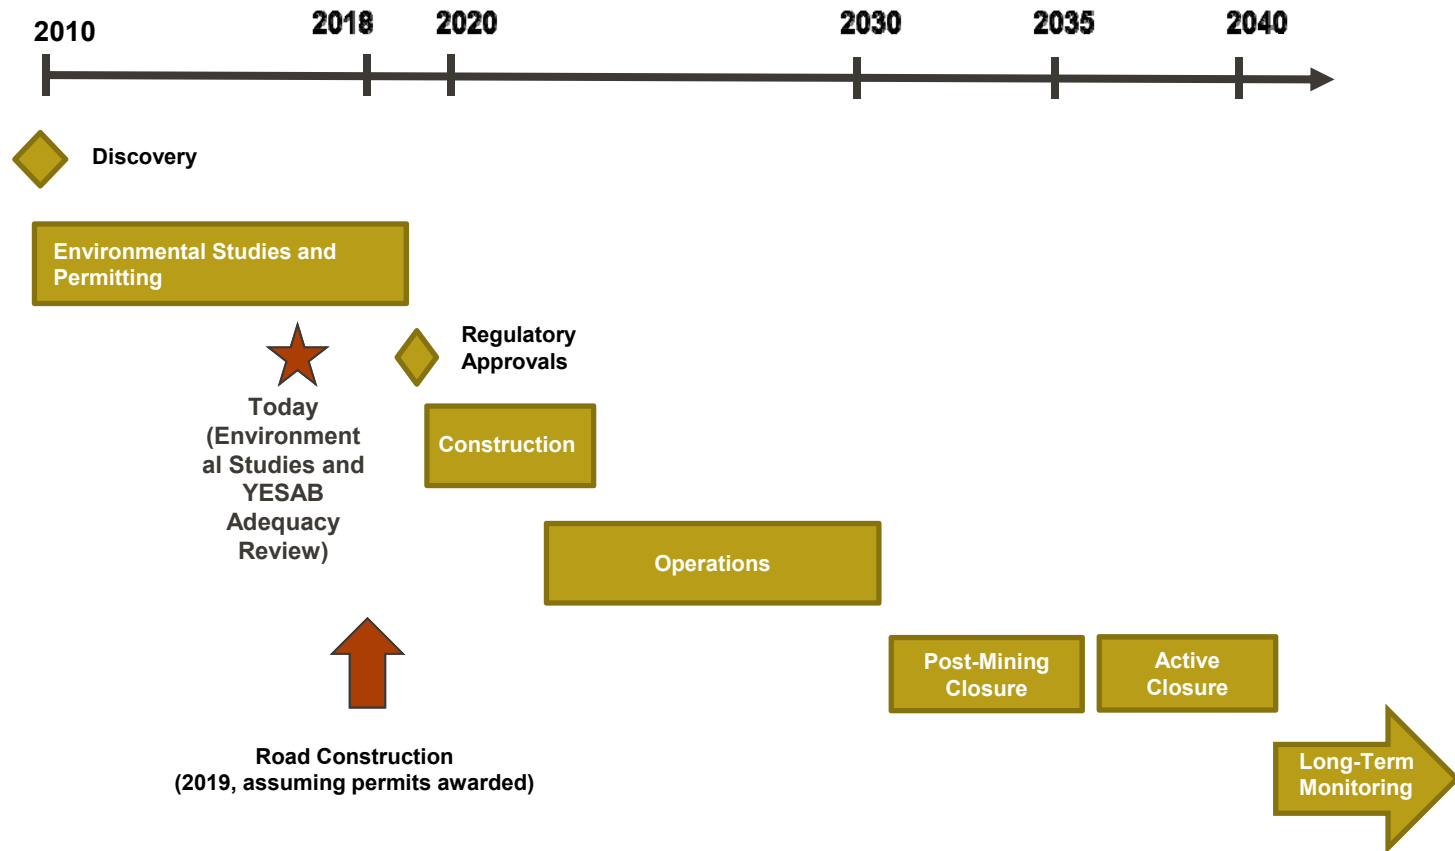 2010
2018
2020
2030
2035
2040
Discovery
Environmental Studies and
Permitting
Regulatory
Approvals
Today
(Environment
al Studies and
YESAB
Adequacy
Review)
Construction
Operations
Post-Mining
Closure
Active
Closure
Road Construction
(2019, assuming permits awarded)
Long-Term
Monitoring